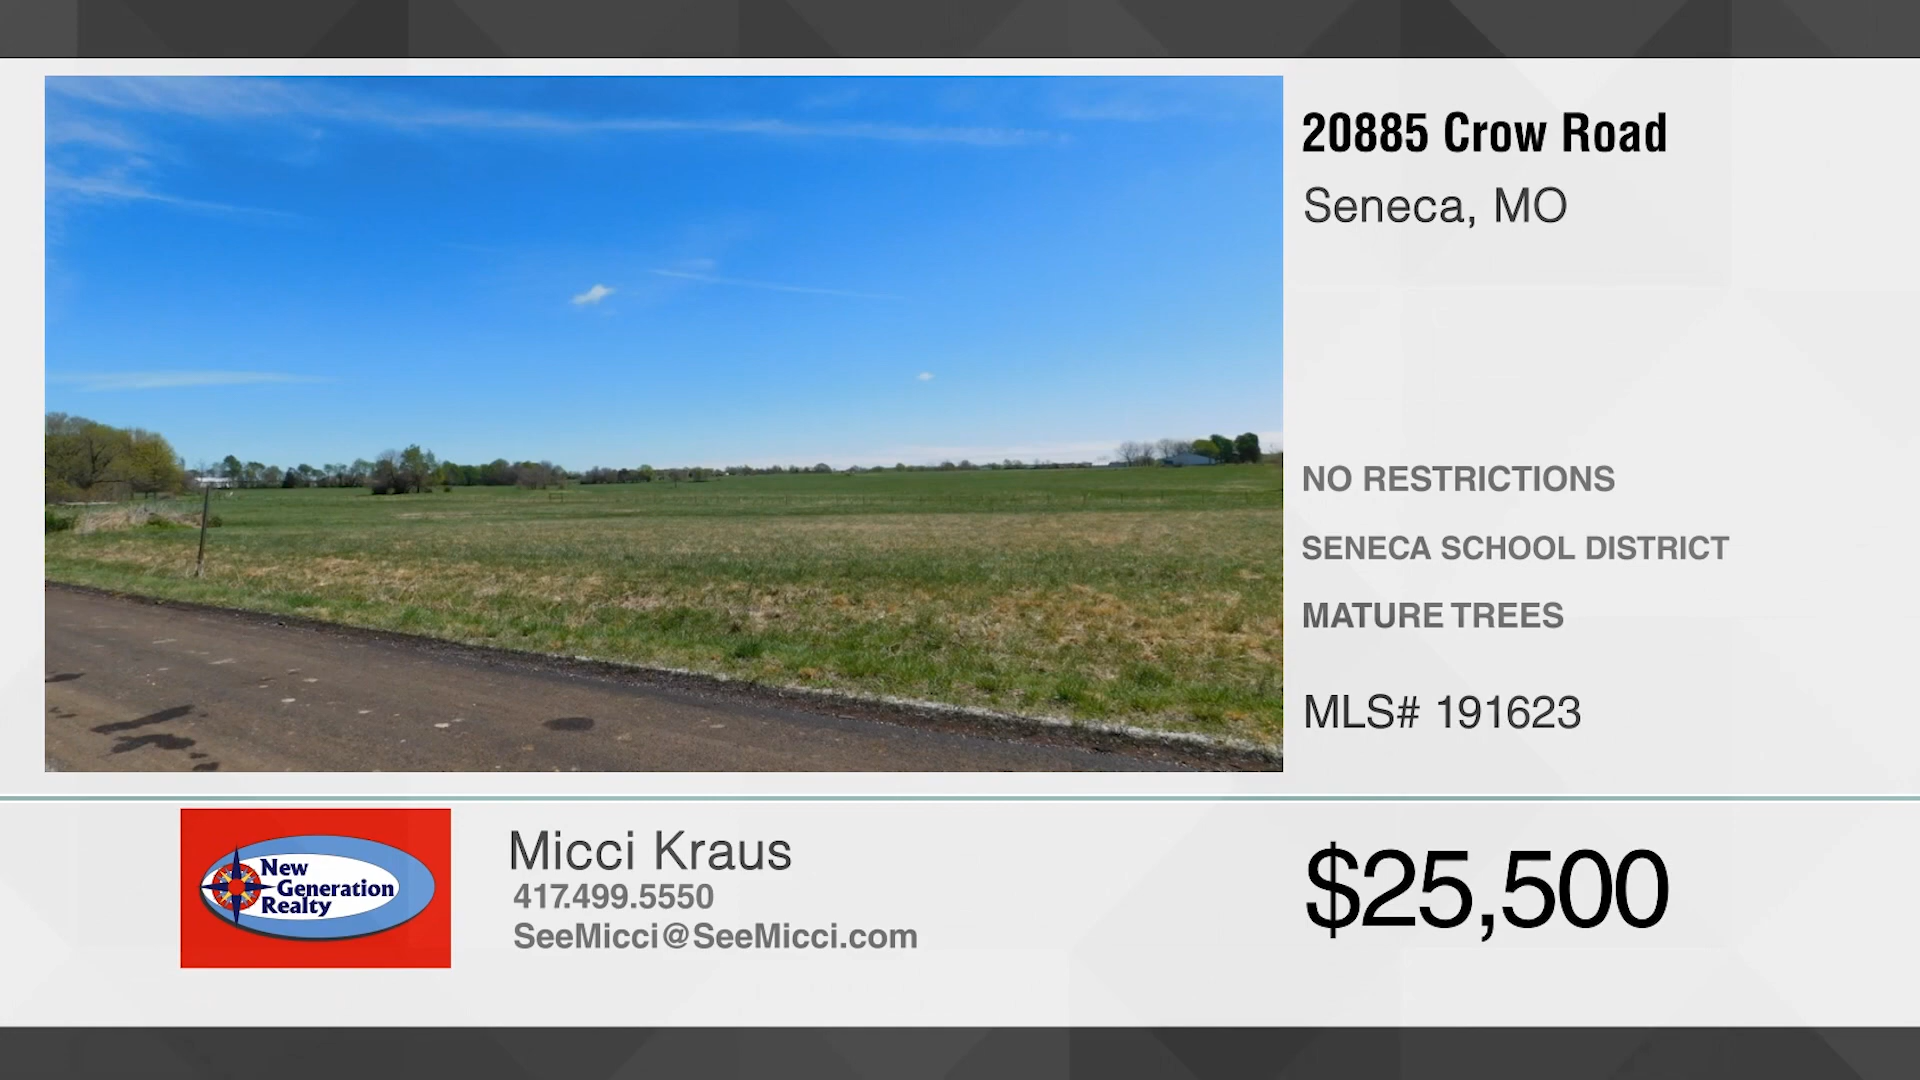 20885 Crow Road
Seneca, MO
NO RESTRICTIONS
SENECA SCHOOL DISTRICT
MATURE TREES
MLS# 191623
New
Generation
Realty
Micci Kraus
417.499.5550
SeeMicci@SeeMicci.com
$25,500